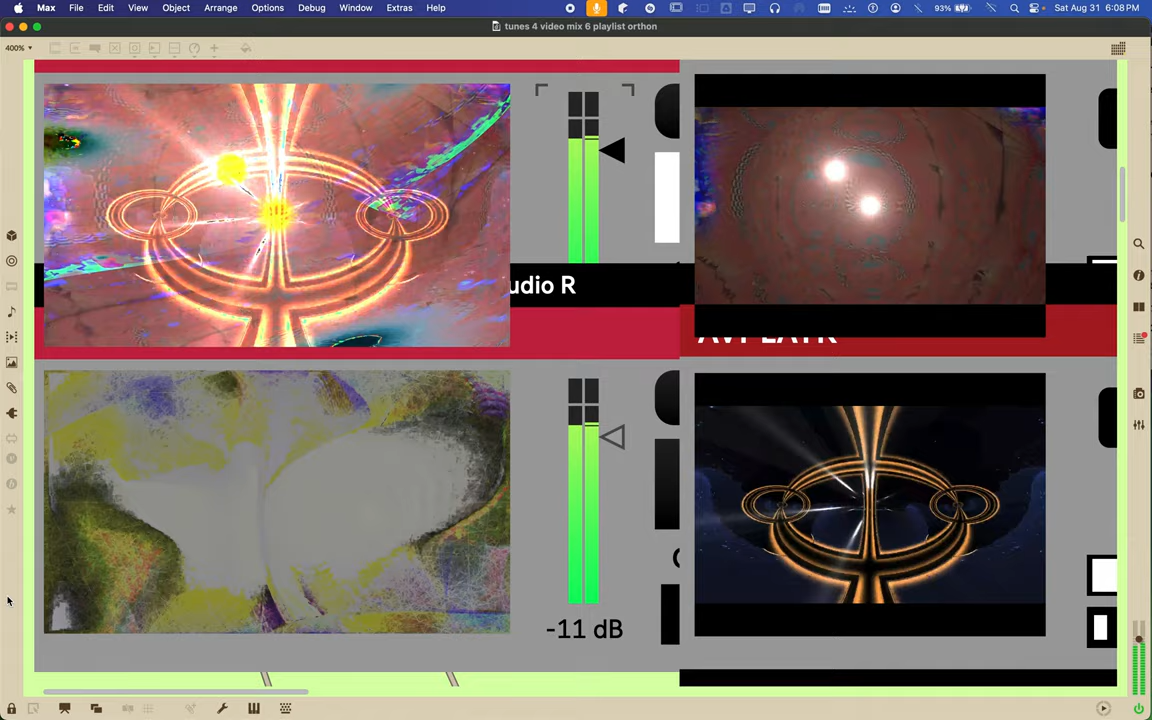 Max File Edit View Object Arrange Options Debug Window Extras Help 93% Sat Aug 31 6:08 PM
tunes 4 video mix 6 playlist orthon
400%
udio R
-11 dB